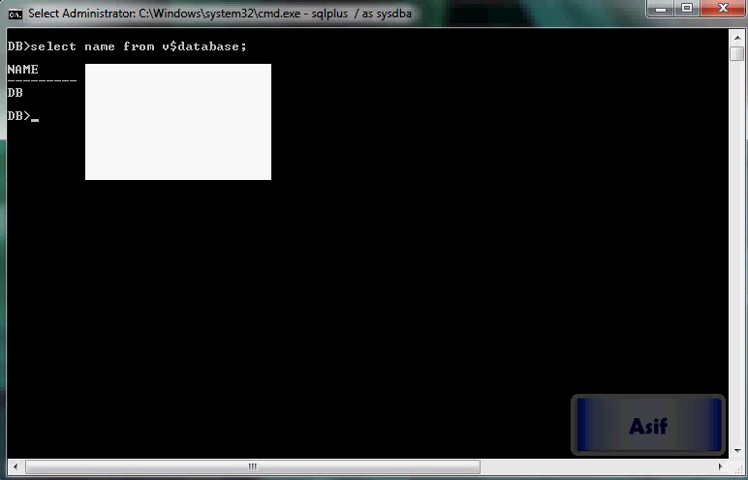 Select Administrator: C:\Windows\system32\cmd.exe - sqlplus / as sysdba
DB>select name from v$database;
NAME
---------
DB
DB>_
Asif